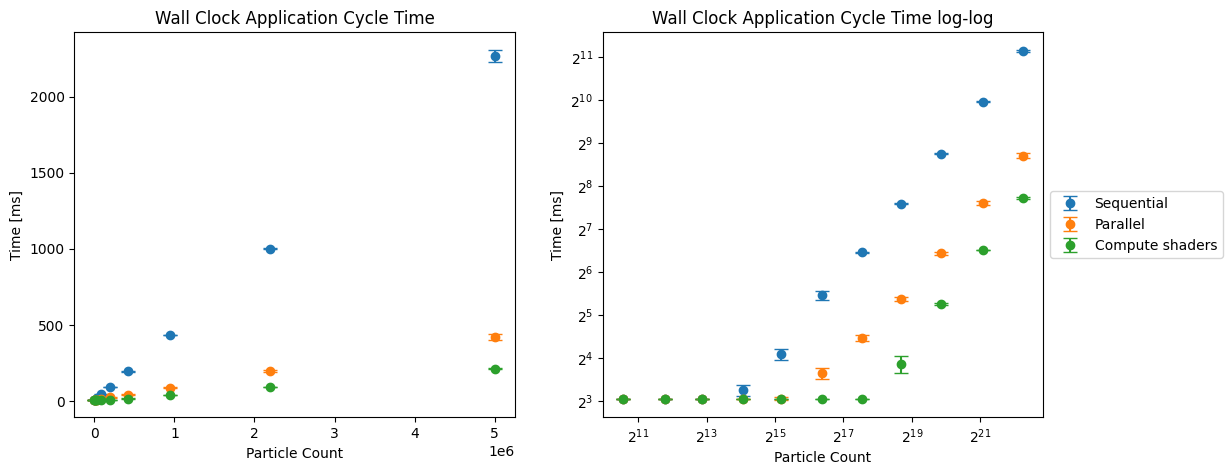 Wall Clock Application Cycle Time
Time [ms]
2000
1500
1000
500
0
0 1 2 3 4 5
1e6
Particle Count
Wall Clock Application Cycle Time log-log
Time [ms]
2^11
2^10
2^9
2^8
2^7
2^6
2^5
2^4
2^3
2^11 2^13 2^15 2^17 2^19 2^21
Particle Count
Sequential
Parallel
Compute shaders